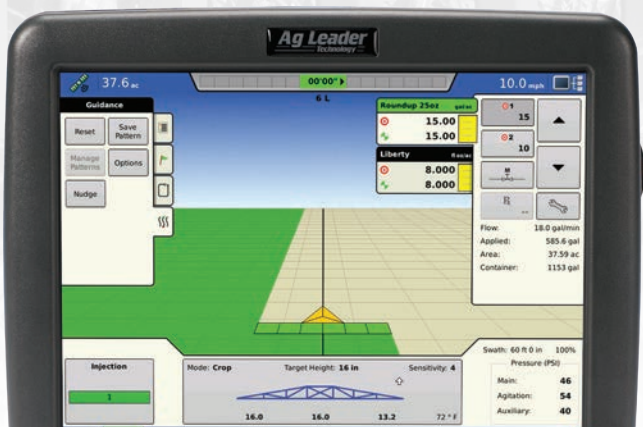 Ag Leader
Technology
37.6 ac
00'00"
6 L
10.0 mph
Guidance
Reset
Save Pattern
Manage Patterns
Options
Nudge
Roundup 25oz gal/ac
15.00
15.00
Liberty fl oz/ac
8.000
8.000
1
15
2
10
R
--
Flow: 18.0 gal/min
Applied: 585.6 gal
Area: 37.59 ac
Container: 1153 gal
Swath: 60 ft 0 in 100%
Pressure (PSI)
Main: 46
Agitation: 54
Auxiliary: 40
Injection
1
Mode: Crop Target Height: 16 in Sensitivity: 4
16.0 16.0 13.2 72 ° F